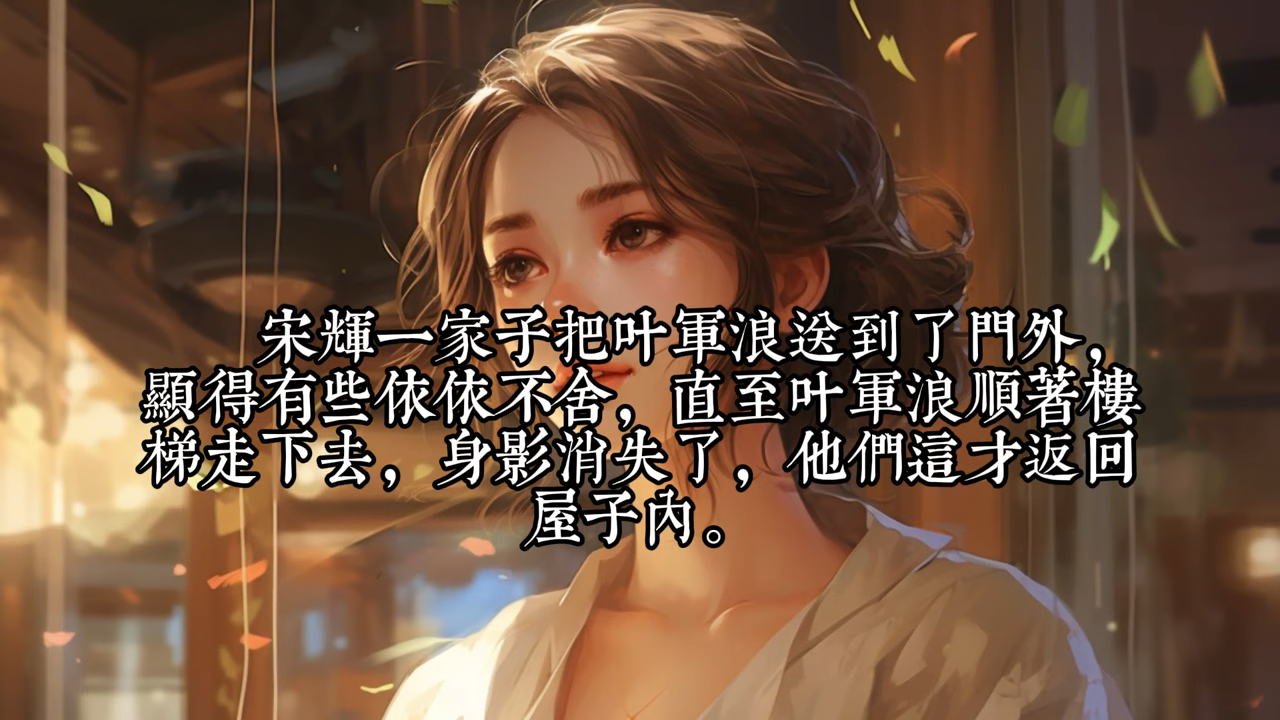 宋輝一家子把叶軍浪送到了門外，
顯得有些依依不舍，直至叶軍浪順著樓
梯走下去，身影消失了，他們這才返回
屋子內。